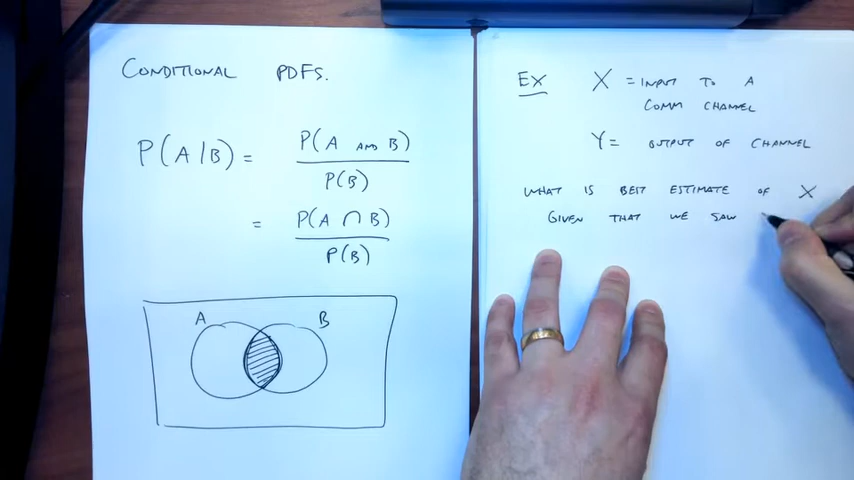 CONDITIONAL PDFS.
P(A|B) = P(A AND B)
P(B)
= P(A ∩ B)
P(B)
A B
EX X = INPUT TO A
COMM CHANNEL
Y = OUTPUT OF CHANNEL
WHAT IS BEST ESTIMATE OF X
GIVEN THAT WE SAW